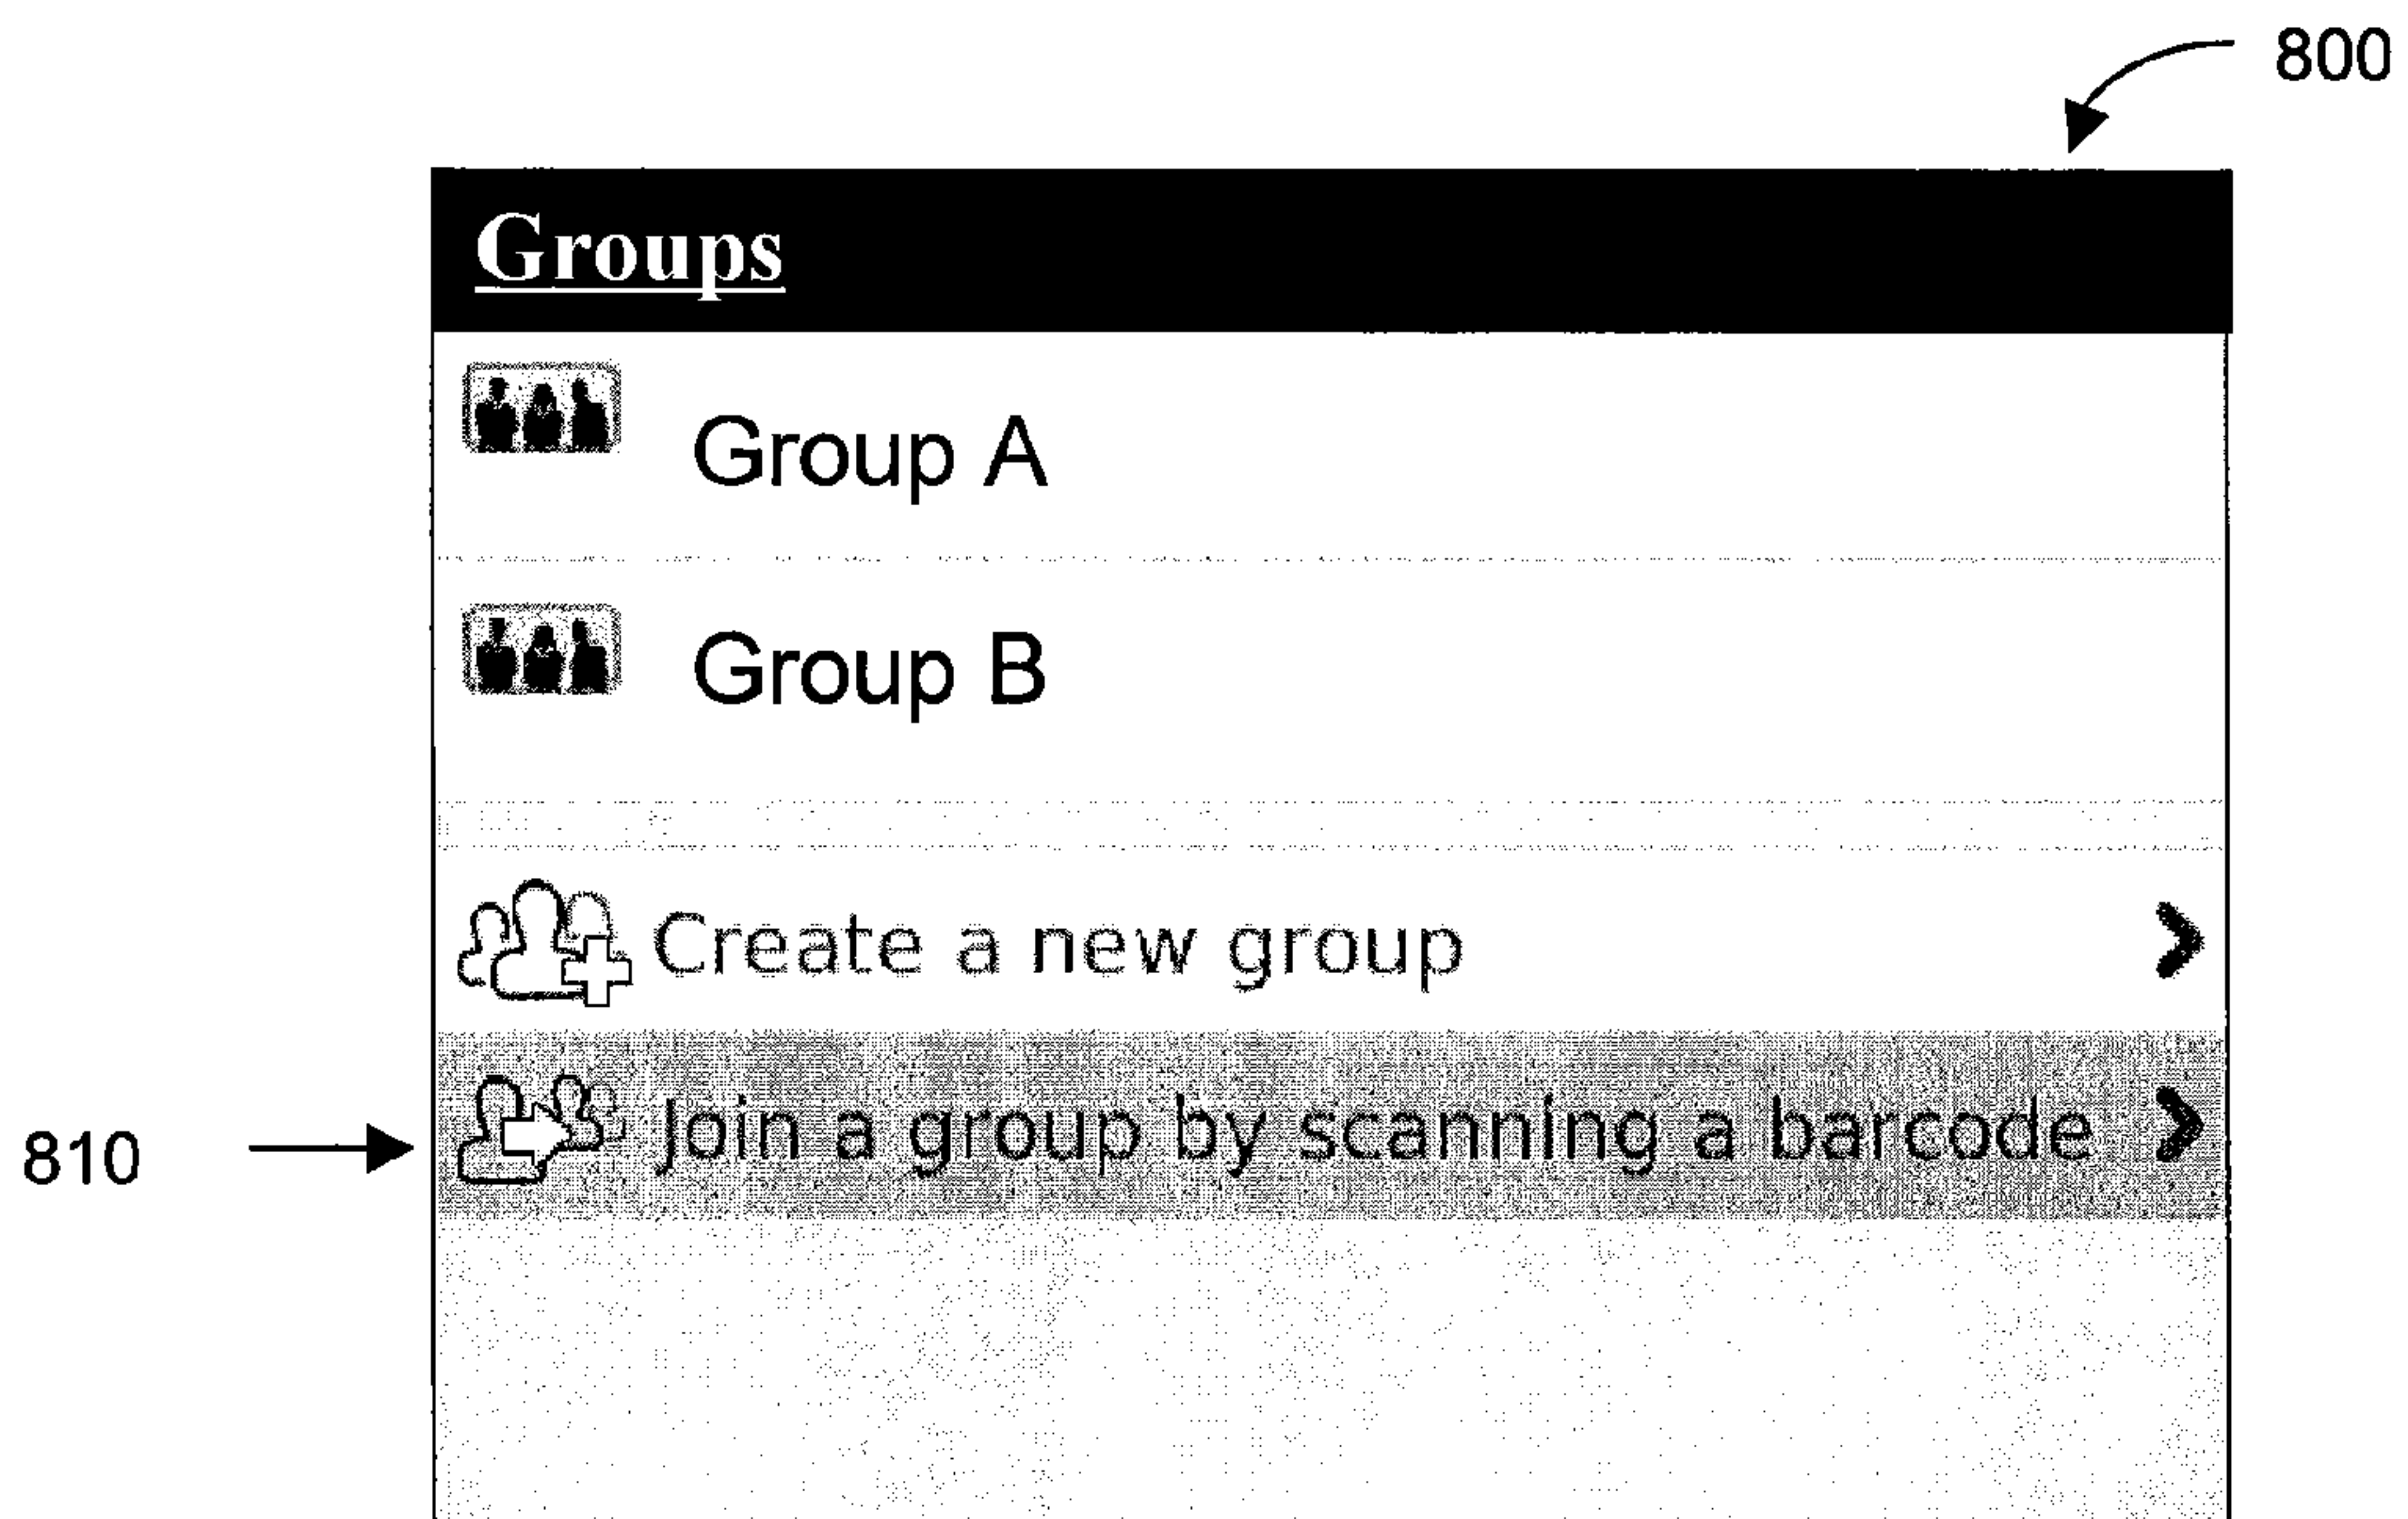 800
Groups
Group A
Group B
Create a new group
810
Join a group by scanning a barcode